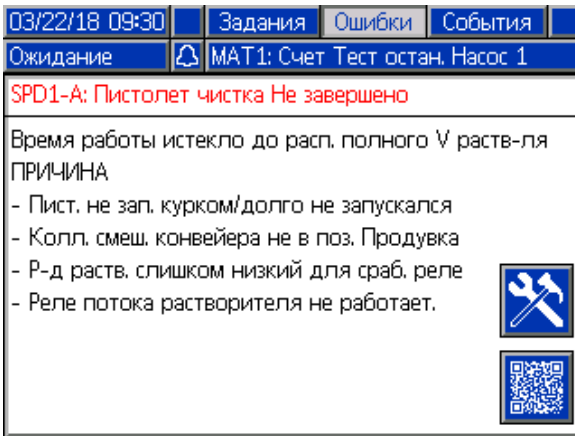 03/22/18 09:30 Задания Ошибки События
Ожидание МАТ1: Счет Тест остан. Насос 1
SPD1-A: Пистолет чистка Не завершено
Время работы истекло до расп. полного V раств-ля
ПРИЧИНА
- Пист. не зап. курком/долго не запускался
- Колл. смеш. конвейера не в поз. Продувка
- Р-д раств. слишком низкий для сраб. реле
- Реле потока растворителя не работает.